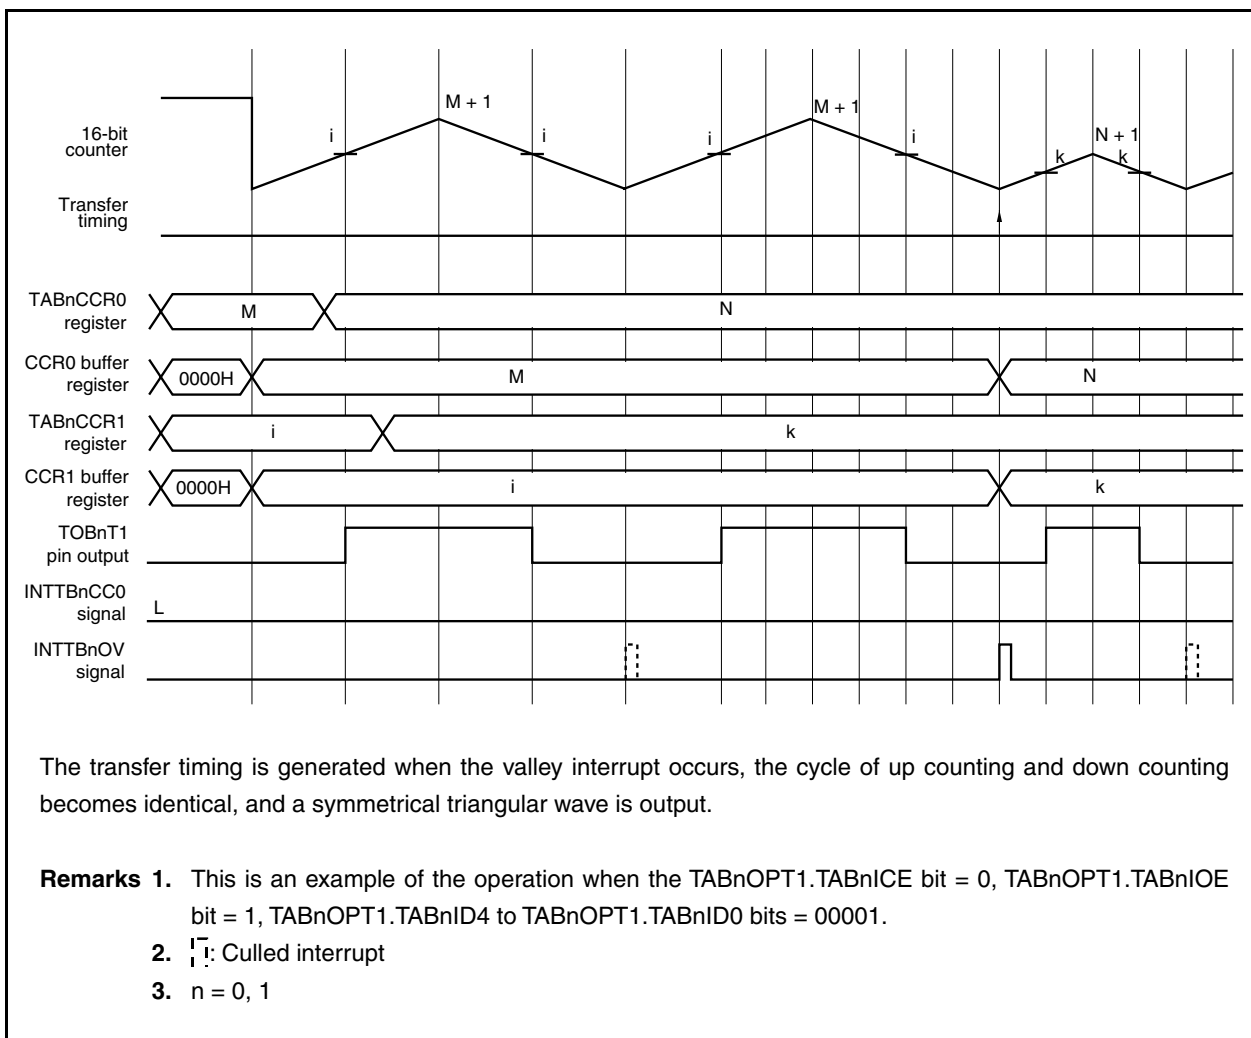 M + 1
M + 1
16-bit
counter
i
i
i
i
N + 1
k
k
Transfer
timing
TABnCCR0
register
M
N
CCR0 buffer
register
0000H
M
N
TABnCCR1
register
i
k
CCR1 buffer
register
0000H
i
k
TOBnT1
pin output
INTTBnCC0
signal
L
INTTBnOV
signal
The transfer timing is generated when the valley interrupt occurs, the cycle of up counting and down counting
becomes identical, and a symmetrical triangular wave is output.
Remarks 1. This is an example of the operation when the TABnOPT1.TABnICE bit = 0, TABnOPT1.TABnIOE
bit = 1, TABnOPT1.TABnID4 to TABnOPT1.TABnID0 bits = 00001.
2. : Culled interrupt
3. n = 0, 1